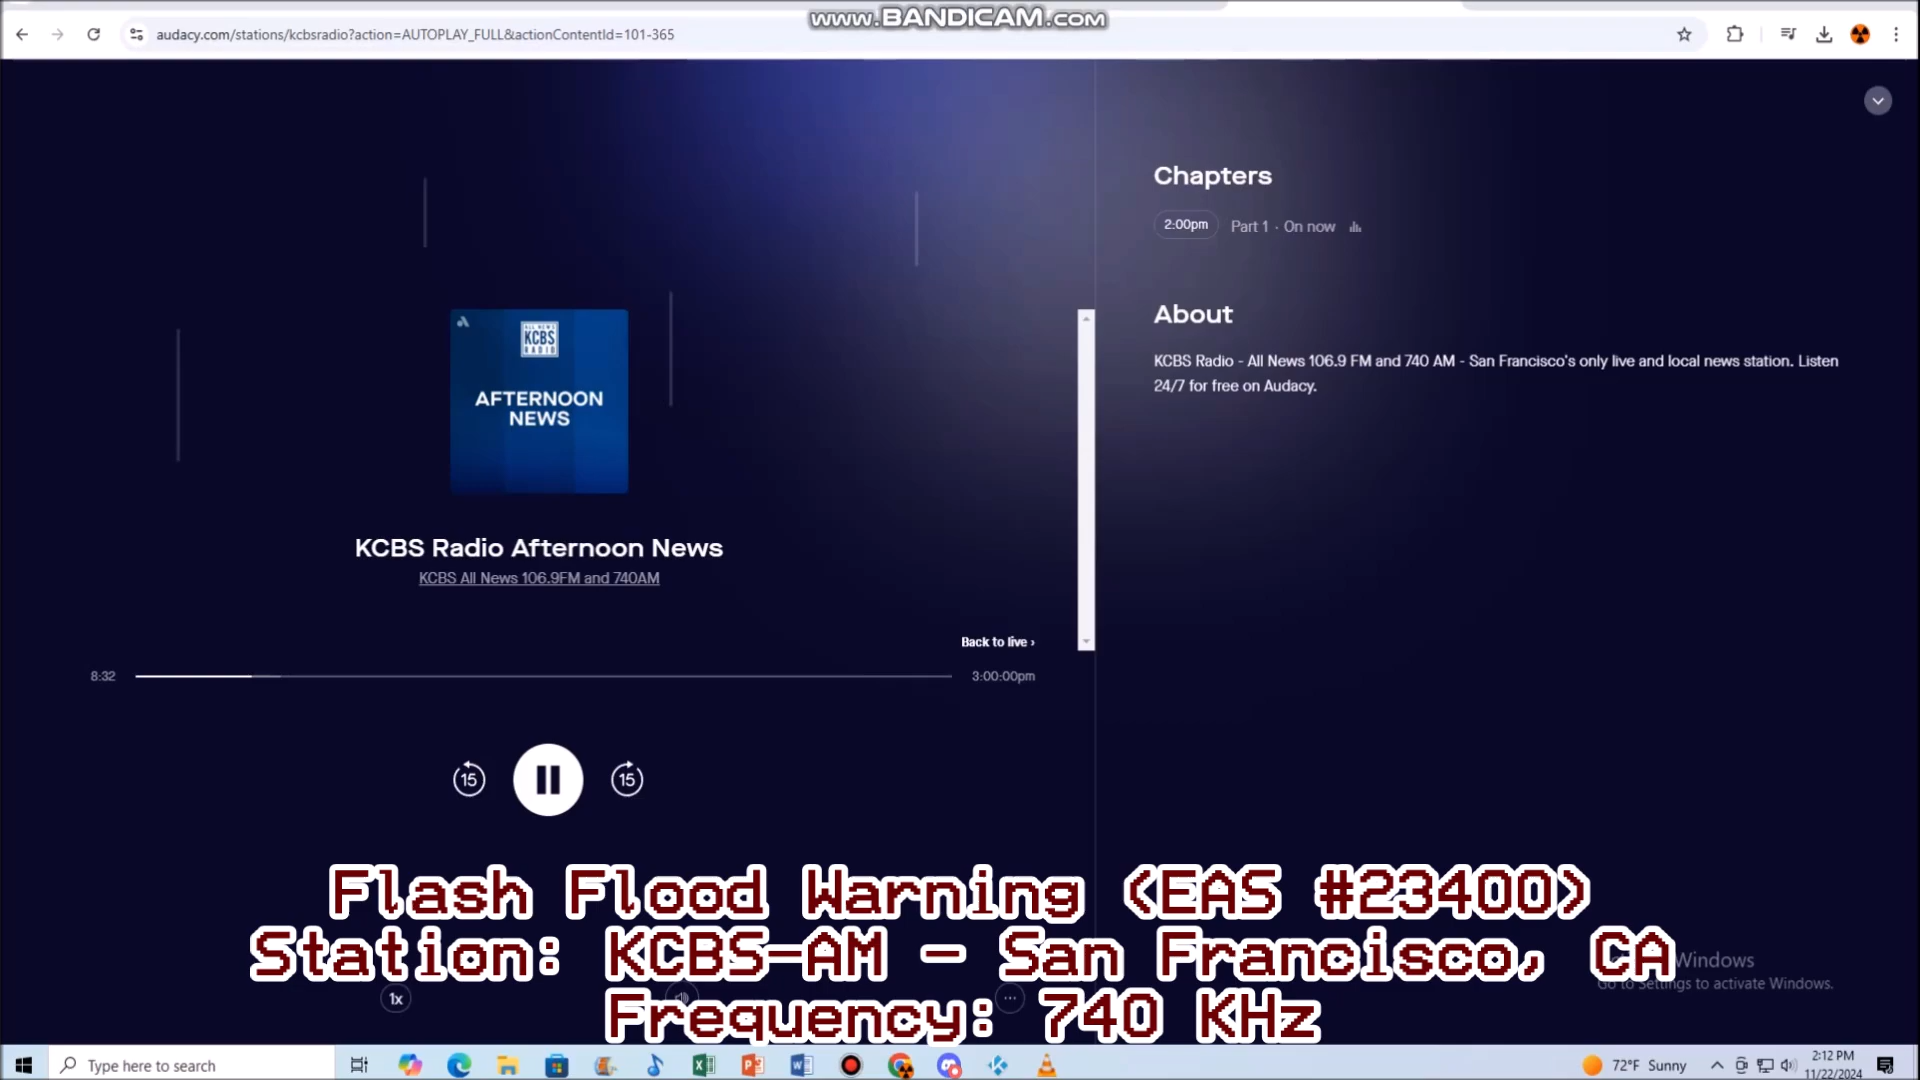 www.BANDICAM.com
audacy.com/stations/kcbsradio?action=AUTOPLAY_FULL&actionContentId=101-365
Chapters
2:00pm Part 1 · On now
ALL NEWS
KCBS
RADIO
AFTERNOON
NEWS
About
KCBS Radio - All News 106.9 FM and 740 AM - San Francisco's only live and local news station. Listen
24/7 for free on Audacy.
KCBS Radio Afternoon News
KCBS All News 106.9FM and 740AM
Back to live ›
8:32 3:00:00pm
15 15
Flash Flood Warning (EAS #23400)
Station: KCBS-AM - San Francisco, CA
Windows
Go to Settings to activate Windows.
1x
Frequency: 740 KHz
Type here to search
72°F Sunny
2:12 PM
11/22/2024